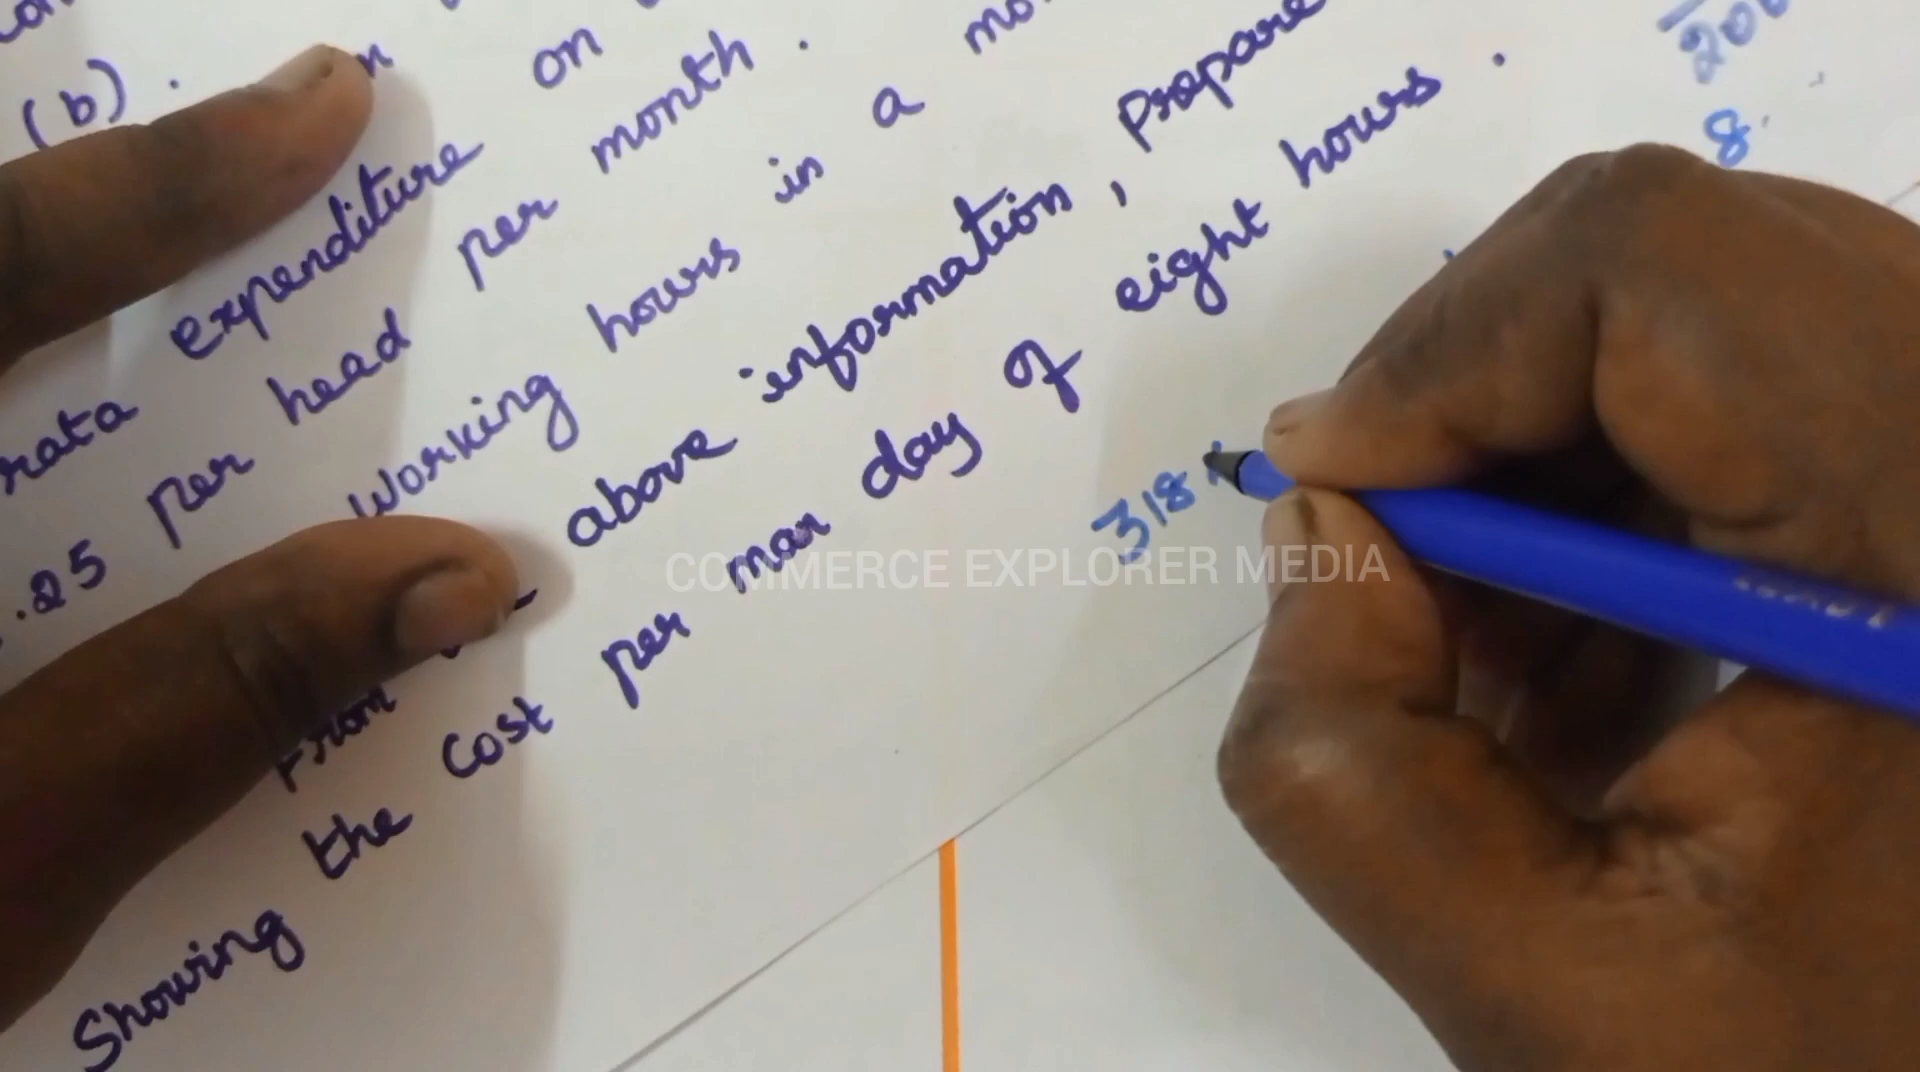 (b) .
rata expenditure on
.25 per head per month .
Working hours in a
From above information , Prepare
Showing the cost per man day of eight hours .
200
8
318
COMMERCE EXPLORER MEDIA